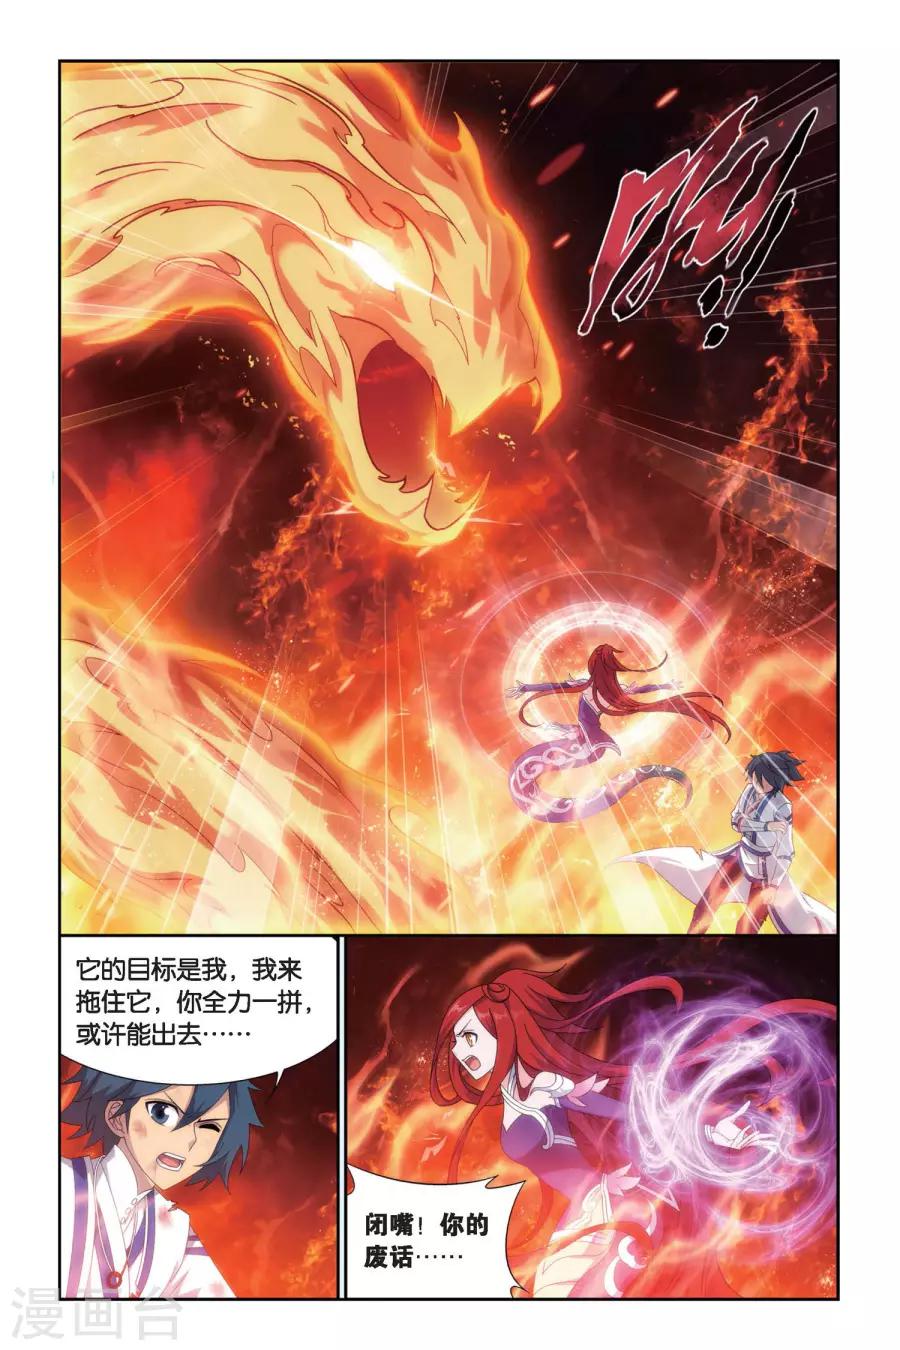 它的目标是我，我来
拖住它，你全力一拼，
或许能出去……
闭嘴！你的
废话……
漫画台